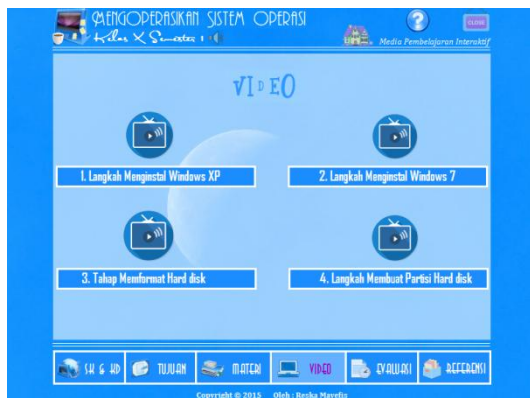 MENGOPERASIKAN SISTEM OPERASI
Kelas X Semester 1
CLOSE
Media Pembelajaran Interaktif
VIDEO
1. Langkah Menginstal Windows XP
2. Langkah Menginstal Windows 7
3. Tahap Memformat Hard disk
4. Langkah Membuat Partisi Hard disk
SK & KD
TUJUAN
MATERI
VIDEO
EVALUASI
REFERENSI
Copyright © 2015 Oleh : Rezka Mayefis